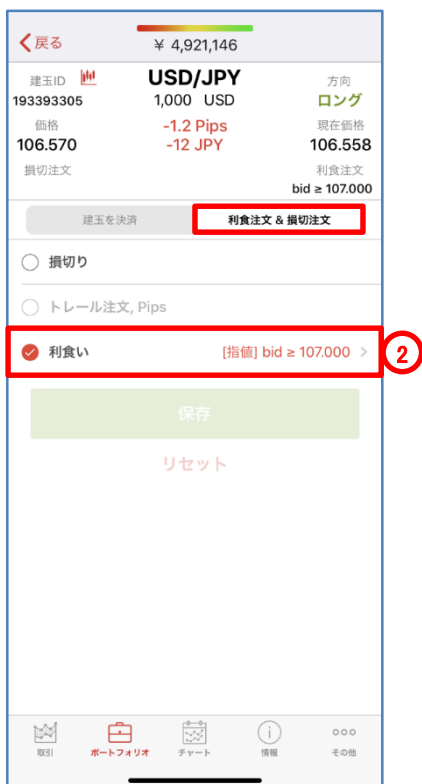 戻る
¥ 4,921,146
建玉ID USD/JPY 方向
193393305 1,000 USD ロング
価格 -1.2 Pips 現在価格
106.570 -12 JPY 106.558
損切注文 利食注文
bid ≥ 107.000
建玉を決済 利食注文 & 損切注文
損切り
トレール注文, Pips
利食い [指値] bid ≥ 107.000
2
保存
リセット
取引 ポートフォリオ チャート 情報 その他